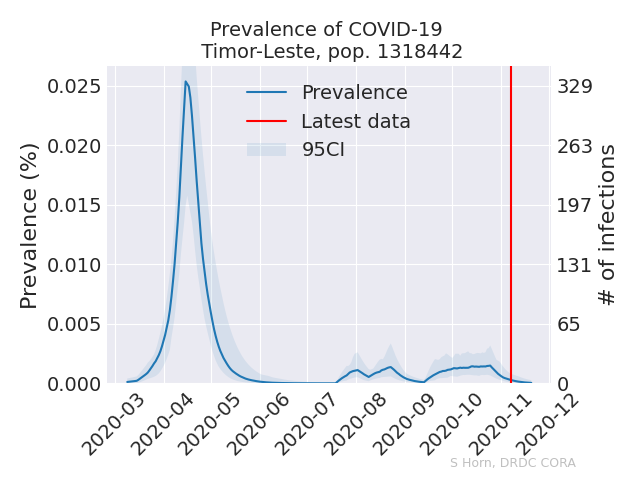 Prevalence of COVID-19
Timor-Leste, pop. 1318442
Prevalence (%)
0.025
0.020
0.015
0.010
0.005
0.000
Prevalence
Latest data
95CI
329
263
197
131
65
0
# of infections
2020-03
2020-04
2020-05
2020-06
2020-07
2020-08
2020-09
2020-10
2020-11
2020-12
S Horn, DRDC CORA